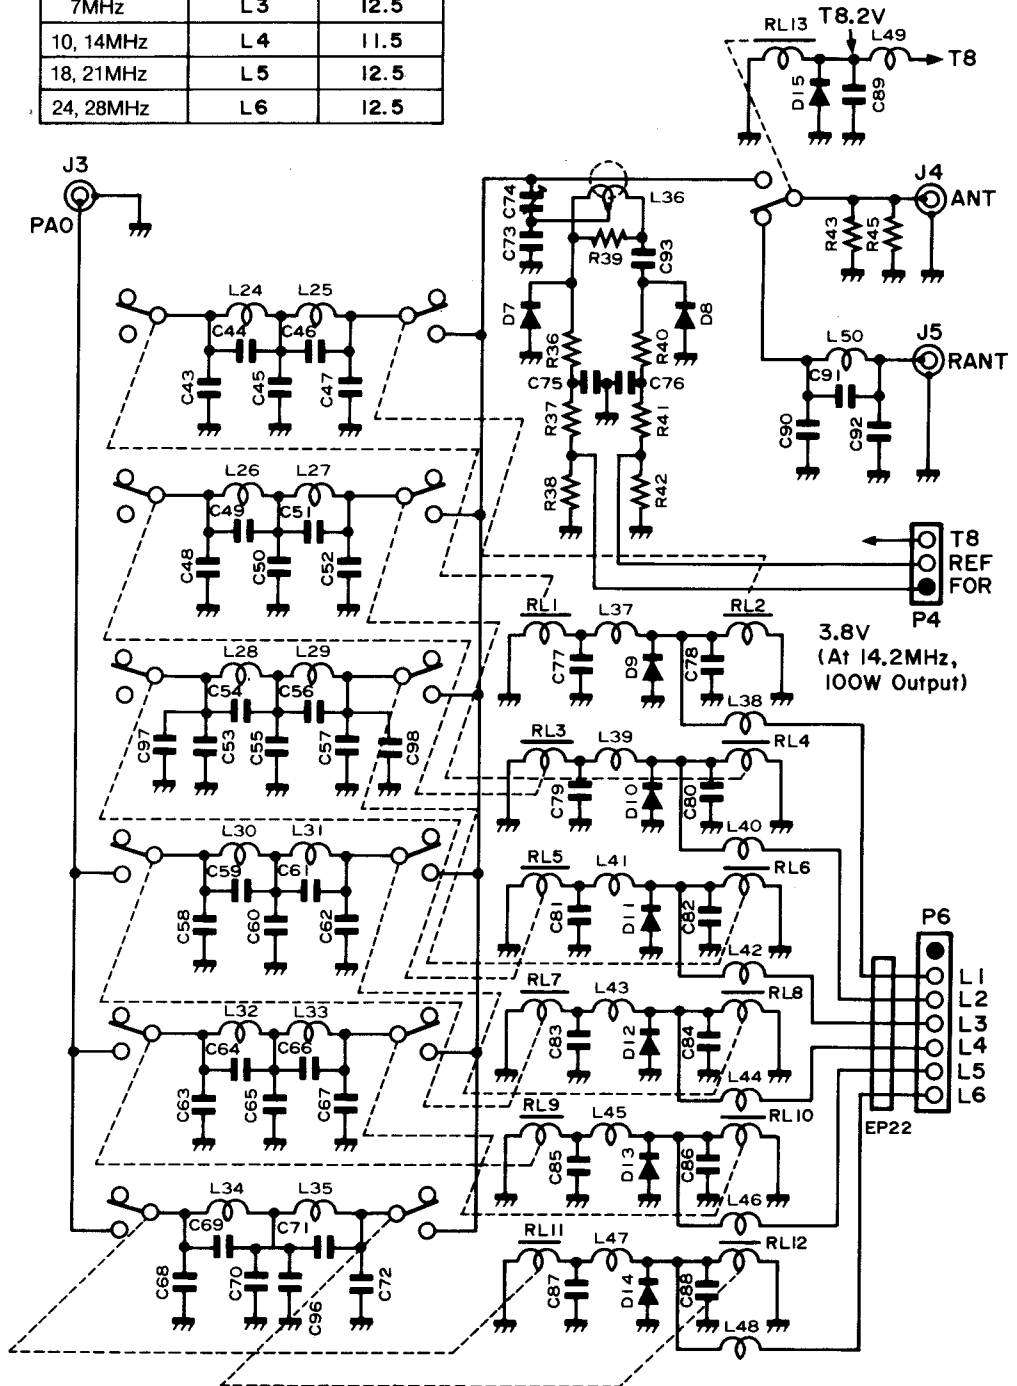 7MHz L3 12.5
10, 14MHz L4 11.5
18, 21MHz L5 12.5
24, 28MHz L6 12.5
T8.2V
RL13 L49
T8
D15 C89
J3
PAO
C74 L36
C73 R39 C93
J4
ANT
R43 R45
D7 D8
R36 R40
C75 C76
R37 R41
R38 R42
L50 J5
RANT
C91
C90 C92
T8
REF
FOR
P4
3.8V
(At 14.2MHz,
100W Output)
L24 L25
C44 C46
C43 C45 C47
L26 L27
C49 C51
C48 C50 C52
L28 L29
C54 C56
C97 C53 C55 C57 C98
L30 L31
C59 C61
C58 C60 C62
L32 L33
C64 C66
C63 C65 C67
L34 L35
C69 C71
C68 C70 C96 C72
RL1 L37 RL2
C77 D9 C78
L38
RL3 L39 RL4
C79 D10 C80
L40
RL5 L41 RL6
C81 D11 C82
L42
RL7 L43 RL8
C83 D12 C84
L44
RL9 L45 RL10
C85 D13 C86
L46
RL11 L47 RL12
C87 D14 C88
L48
P6
L1
L2
L3
L4
L5
L6
EP22